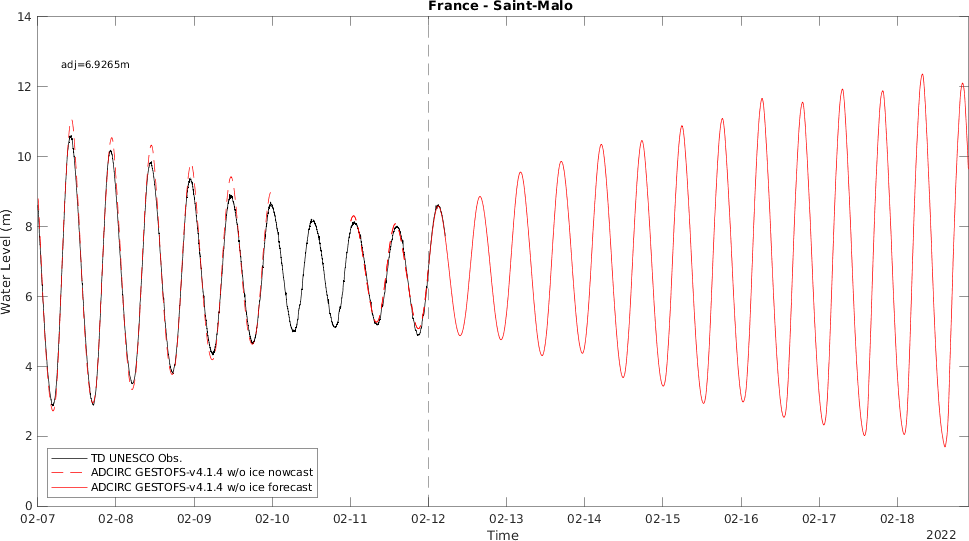 France - Saint-Malo
adj=6.9265m
Water Level (m)
14
12
10
8
6
4
2
0
TD UNESCO Obs.
ADCIRC GESTOFS-v4.1.4 w/o ice nowcast
ADCIRC GESTOFS-v4.1.4 w/o ice forecast
02-07 02-08 02-09 02-10 02-11 02-12 02-13 02-14 02-15 02-16 02-17 02-18
Time
2022